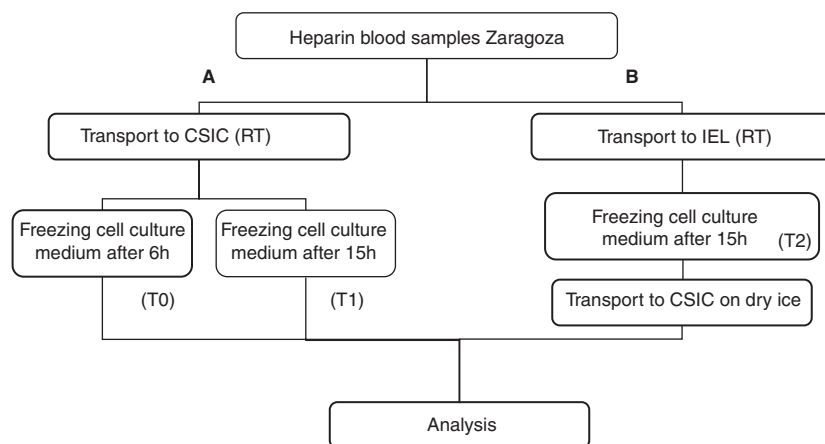 Heparin blood samples Zaragoza
A
B
Transport to CSIC (RT)
Transport to IEL (RT)
Freezing cell culture
medium after 6h
(T0)
Freezing cell culture
medium after 15h
(T1)
Freezing cell culture
medium after 15h
(T2)
Transport to CSIC on dry ice
Analysis